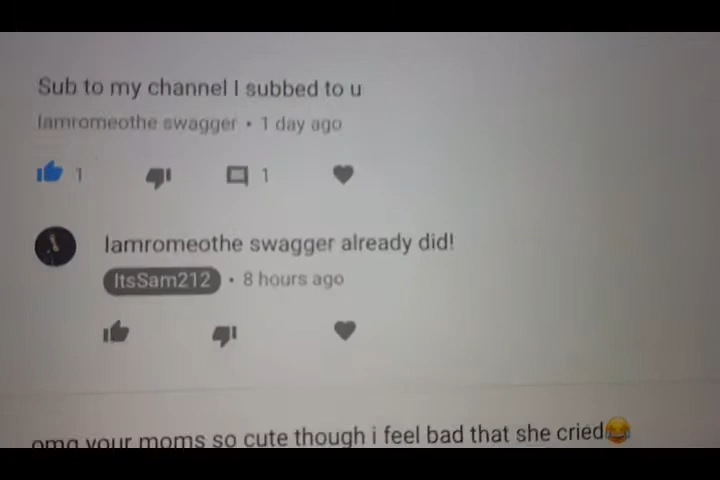 Sub to my channel I subbed to u
Iamromeothe swagger • 1 day ago
1
1
Iamromeothe swagger already did!
ItsSam212 • 8 hours ago
omg your moms so cute though i feel bad that she cried😂